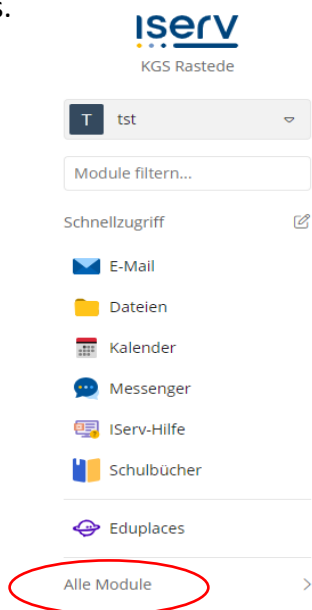 s.
IServ
KGS Rastede
T tst
Module filtern...
Schnellzugriff
E-Mail
Dateien
Kalender
Messenger
IServ-Hilfe
Schulbücher
Eduplaces
Alle Module